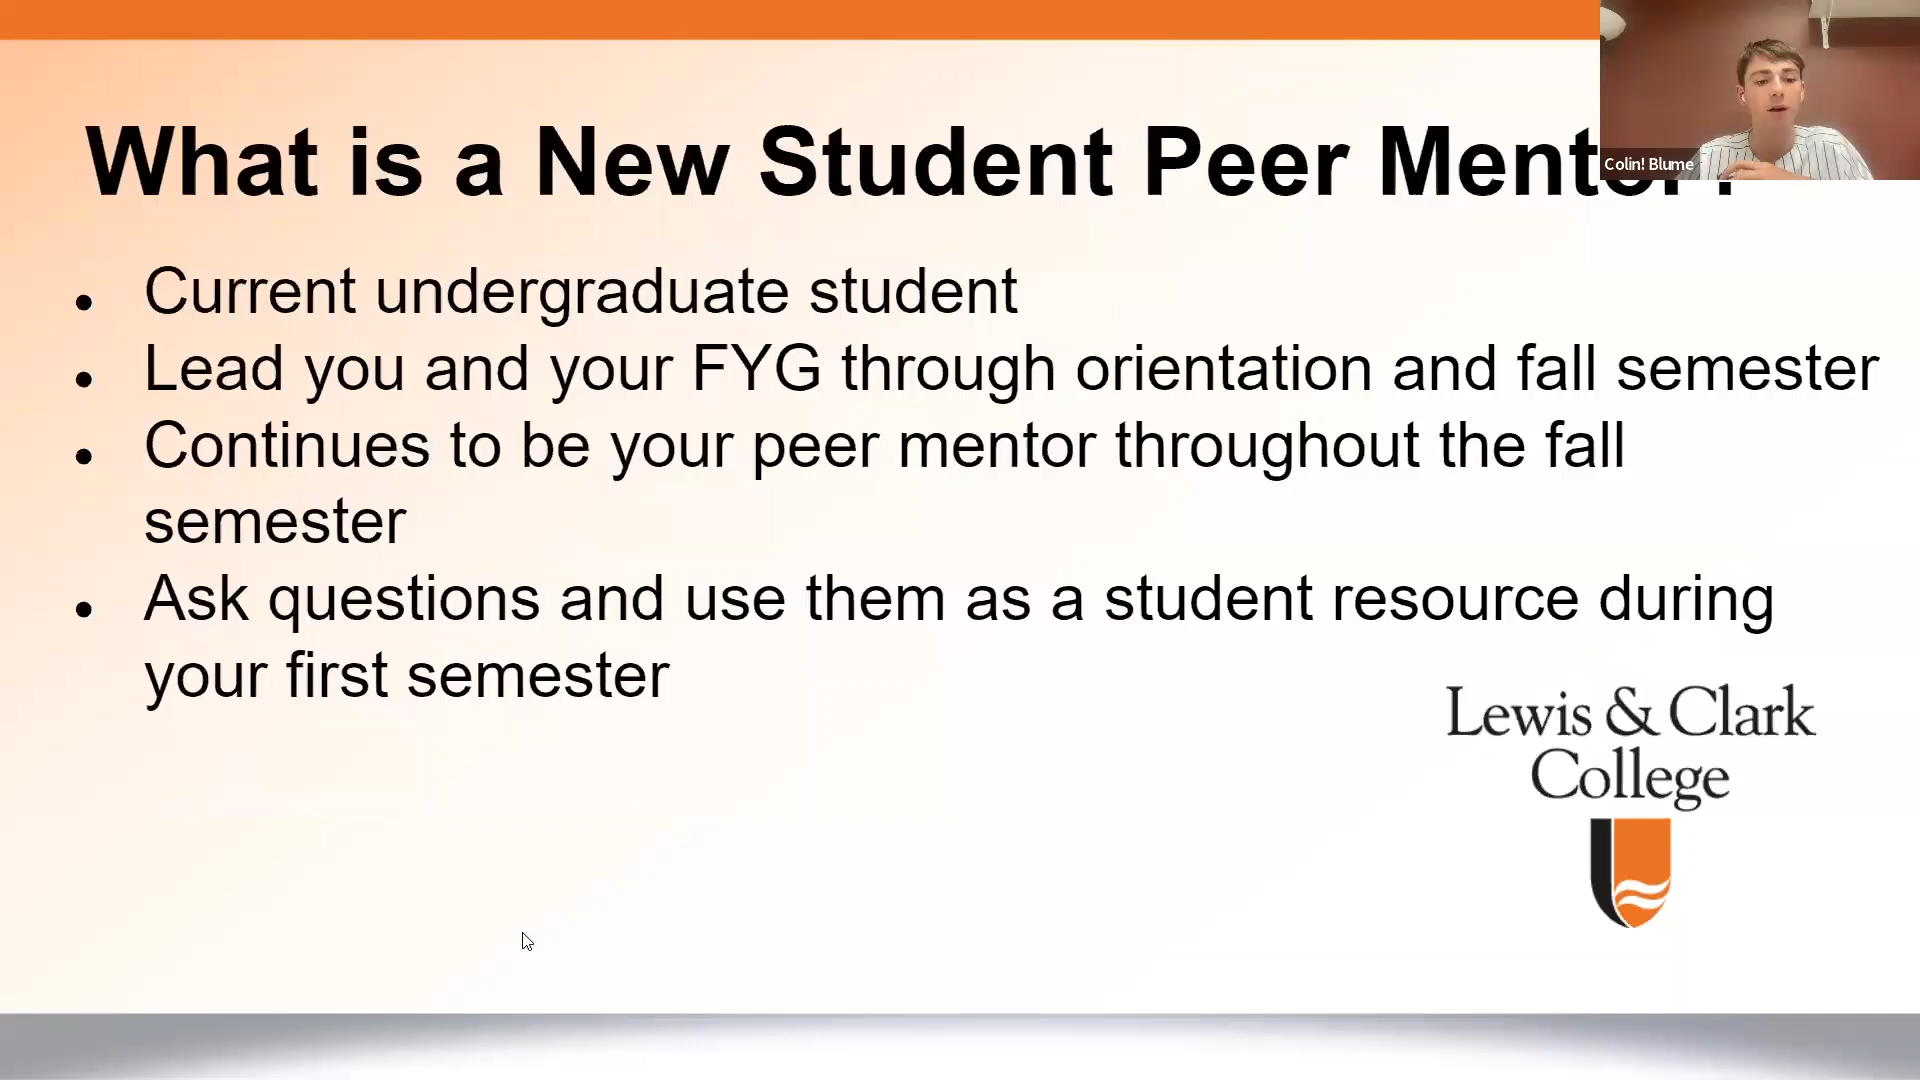 What is a New Student Peer Mentor?
Colin! Blume
Current undergraduate student
Lead you and your FYG through orientation and fall semester
Continues to be your peer mentor throughout the fall
semester
Ask questions and use them as a student resource during
your first semester
Lewis & Clark
College